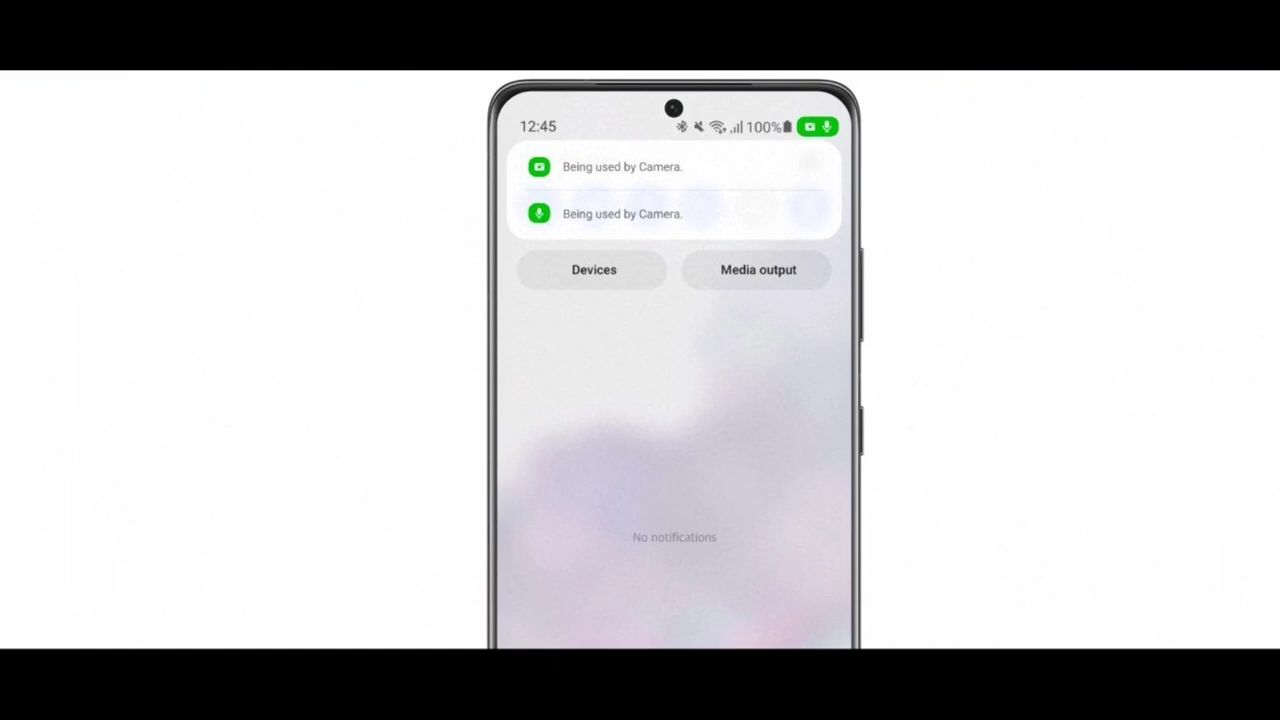 12:45 100%
Being used by Camera.
Being used by Camera.
Devices Media output
No notifications